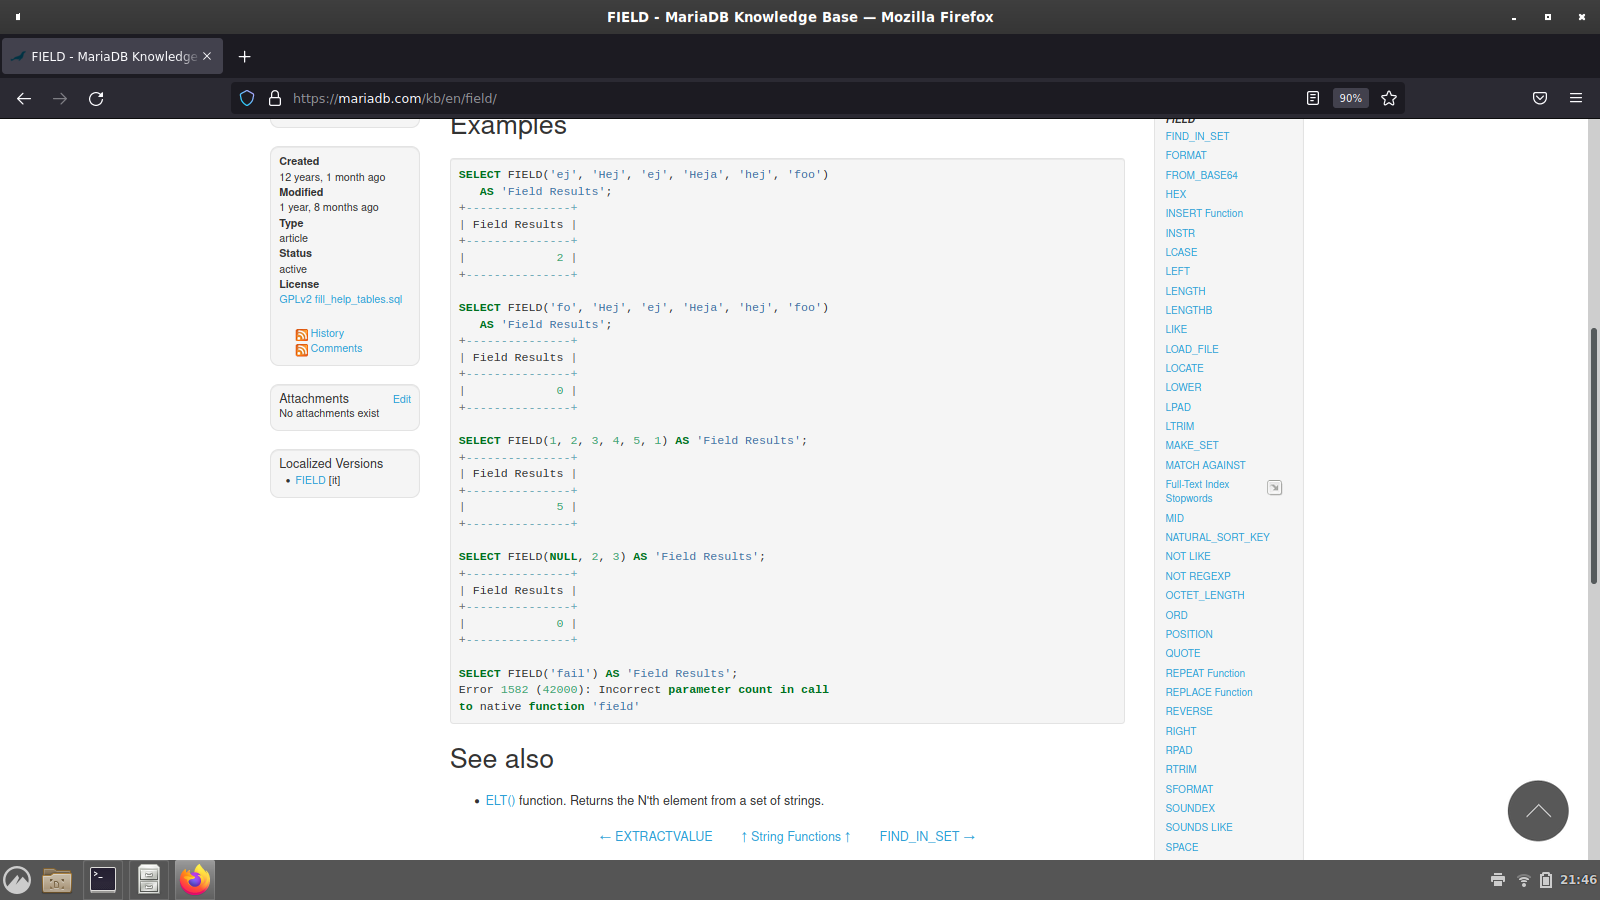 FIELD - MariaDB Knowledge Base — Mozilla Firefox
FIELD - MariaDB Knowledge
https://mariadb.com/kb/en/field/
90%
Created
12 years, 1 month ago
Modified
1 year, 8 months ago
Type
article
Status
active
License
GPLv2 fill_help_tables.sql
History
Comments
Attachments Edit
No attachments exist
Localized Versions
• FIELD [it]
Examples
SELECT FIELD('ej', 'Hej', 'ej', 'Heja', 'hej', 'foo')
   AS 'Field Results';
+---------------+
| Field Results |
+---------------+
|             2 |
+---------------+
SELECT FIELD('fo', 'Hej', 'ej', 'Heja', 'hej', 'foo')
   AS 'Field Results';
+---------------+
| Field Results |
+---------------+
|             0 |
+---------------+
SELECT FIELD(1, 2, 3, 4, 5, 1) AS 'Field Results';
+---------------+
| Field Results |
+---------------+
|             5 |
+---------------+
SELECT FIELD(NULL, 2, 3) AS 'Field Results';
+---------------+
| Field Results |
+---------------+
|             0 |
+---------------+
SELECT FIELD('fail') AS 'Field Results';
Error 1582 (42000): Incorrect parameter count in call
to native function 'field'
See also
• ELT() function. Returns the N'th element from a set of strings.
← EXTRACTVALUE ↑ String Functions ↑ FIND_IN_SET →
FIELD
FIND_IN_SET
FORMAT
FROM_BASE64
HEX
INSERT Function
INSTR
LCASE
LEFT
LENGTH
LENGTHB
LIKE
LOAD_FILE
LOCATE
LOWER
LPAD
LTRIM
MAKE_SET
MATCH AGAINST
Full-Text Index
Stopwords
MID
NATURAL_SORT_KEY
NOT LIKE
NOT REGEXP
OCTET_LENGTH
ORD
POSITION
QUOTE
REPEAT Function
REPLACE Function
REVERSE
RIGHT
RPAD
RTRIM
SFORMAT
SOUNDEX
SOUNDS LIKE
SPACE
21:46